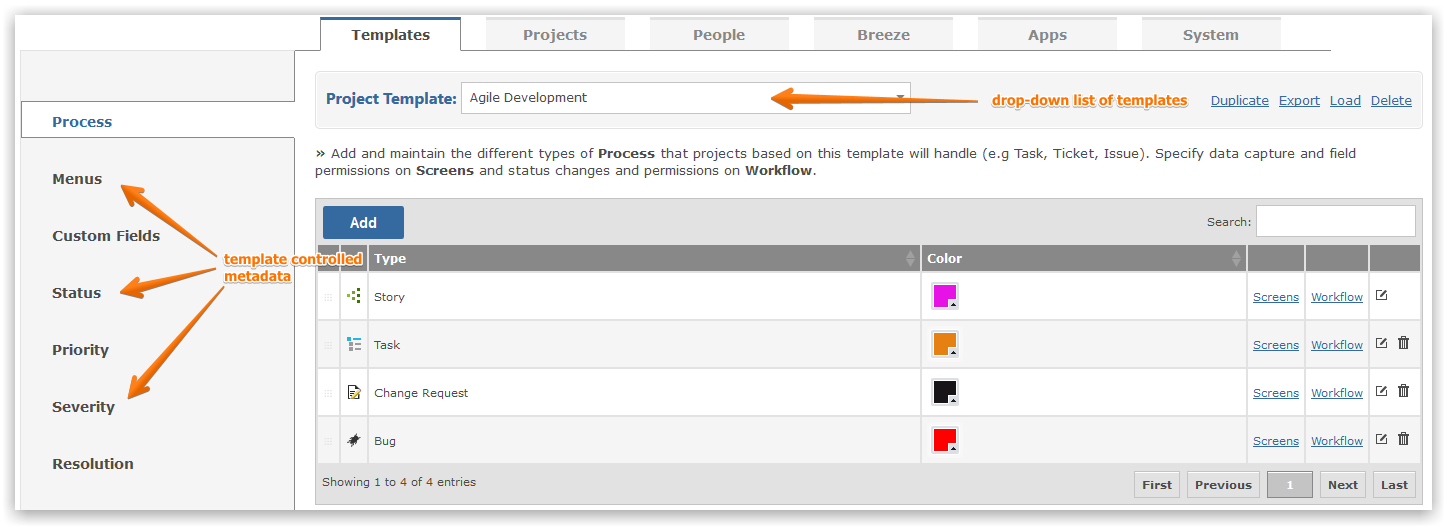 Templates Projects People Breeze Apps System
Project Template: Agile Development drop-down list of templates Duplicate Export Load Delete
Process
Menus
Custom Fields
Status
Priority
Severity
Resolution
template controlled
metadata
» Add and maintain the different types of Process that projects based on this template will handle (e.g Task, Ticket, Issue). Specify data capture and field
permissions on Screens and status changes and permissions on Workflow.
Add Search:
Type Color
Story Screens Workflow
Task Screens Workflow
Change Request Screens Workflow
Bug Screens Workflow
Showing 1 to 4 of 4 entries First Previous 1 Next Last